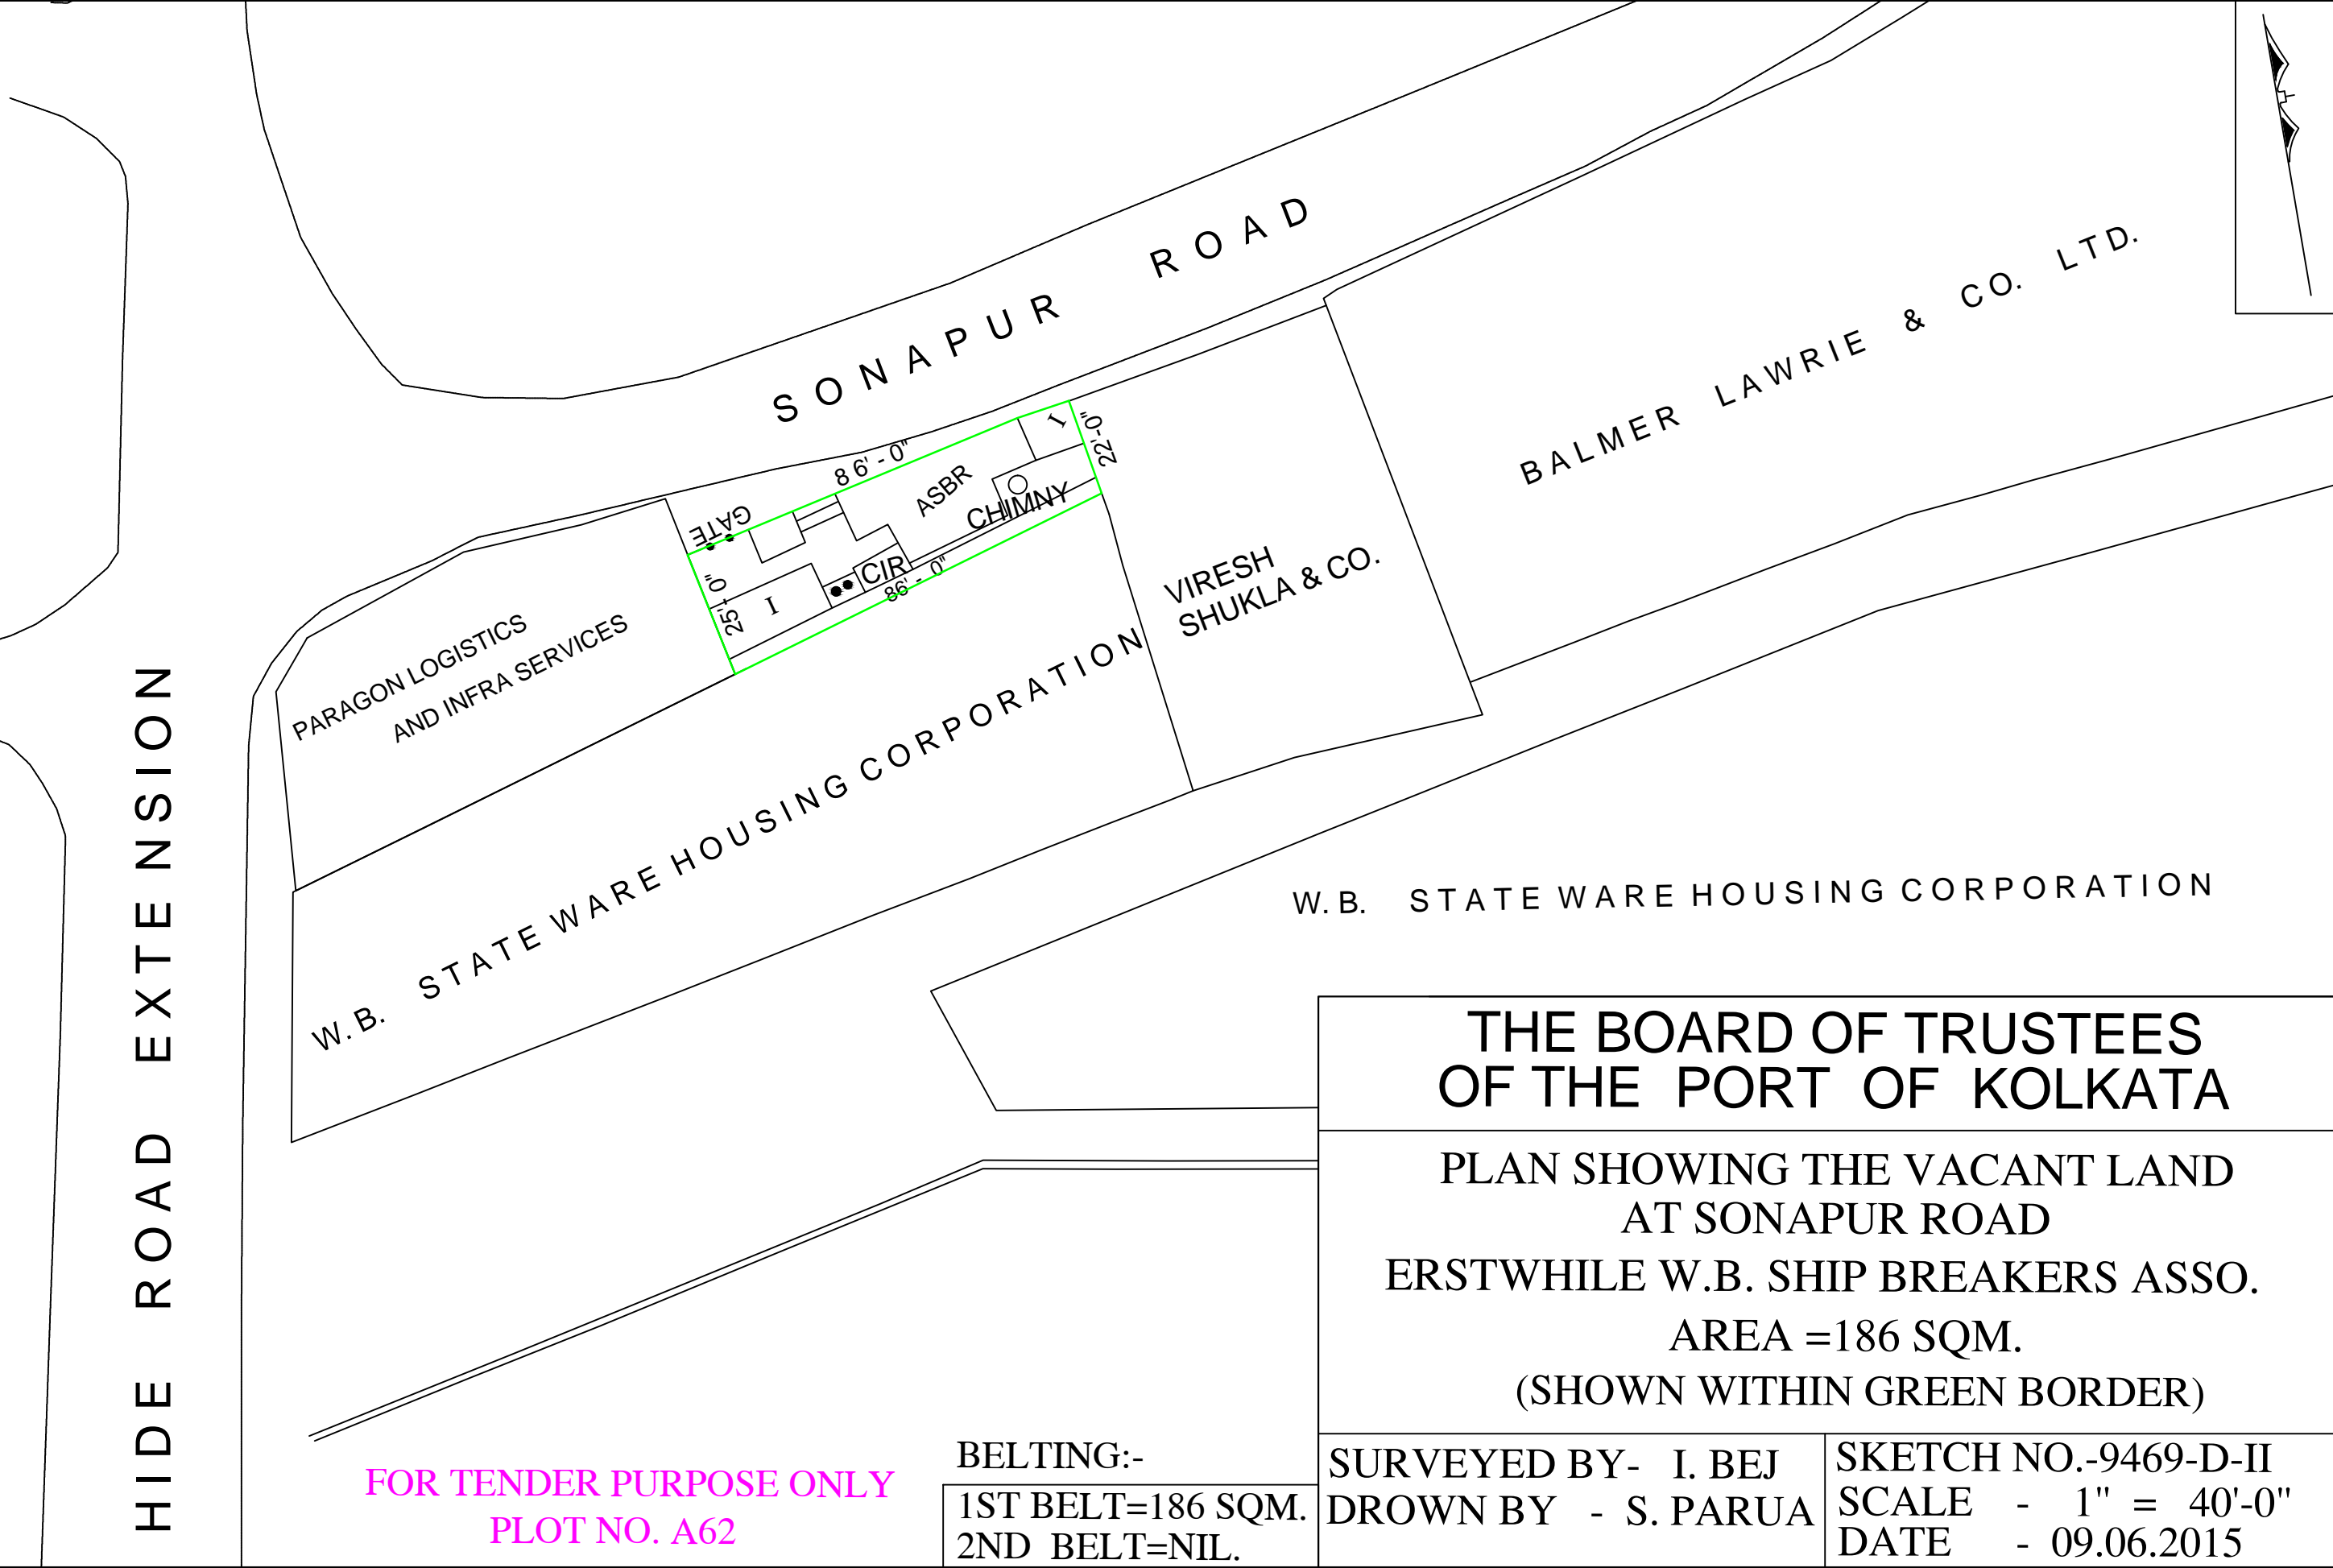 SONAPUR ROAD
BALMER LAWRIE & CO. LTD.
86'-0"
22'-0"
I
ASBR
CHIMNY
GATE
CIR
86'-0"
25'-0"
I
VIRESH
SHUKLA & CO.
PARAGON LOGISTICS
AND INFRA SERVICES
W.B. STATE WARE HOUSING CORPORATION
W.B. STATE WARE HOUSING CORPORATION
HIDE ROAD EXTENSION
THE BOARD OF TRUSTEES
OF THE PORT OF KOLKATA
PLAN SHOWING THE VACANT LAND
AT SONAPUR ROAD
ERSTWHILE W.B. SHIP BREAKERS ASSO.
AREA =186 SQM.
(SHOWN WITHIN GREEN BORDER)
SURVEYED BY- I. BEJ
DROWN BY - S. PARUA
SKETCH NO.-9469-D-II
SCALE - 1" = 40'-0"
DATE - 09.06.2015
BELTING:-
1ST BELT=186 SQM.
2ND BELT=NIL.
FOR TENDER PURPOSE ONLY
PLOT NO. A62